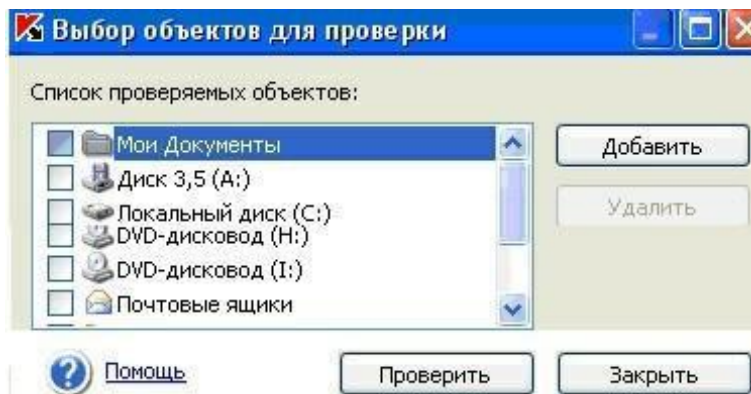 Выбор объектов для проверки
Список проверяемых объектов:
Мои Документы
Добавить
Диск 3,5 (A:)
Удалить
Локальный диск (C:)
DVD-дисковод (H:)
DVD-дисковод (I:)
Почтовые ящики
Помощь
Проверить
Закрыть